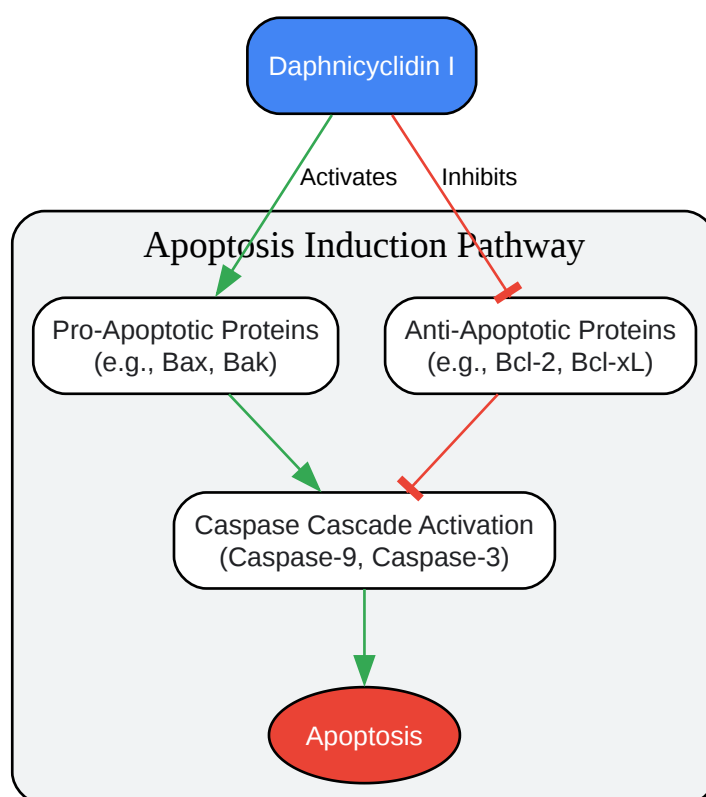 Daphnicyclidin I
Activates
Inhibits
Apoptosis Induction Pathway
Pro-Apoptotic Proteins
(e.g., Bax, Bak)
Anti-Apoptotic Proteins
(e.g., Bcl-2, Bcl-xL)
Caspase Cascade Activation
(Caspase-9, Caspase-3)
Apoptosis